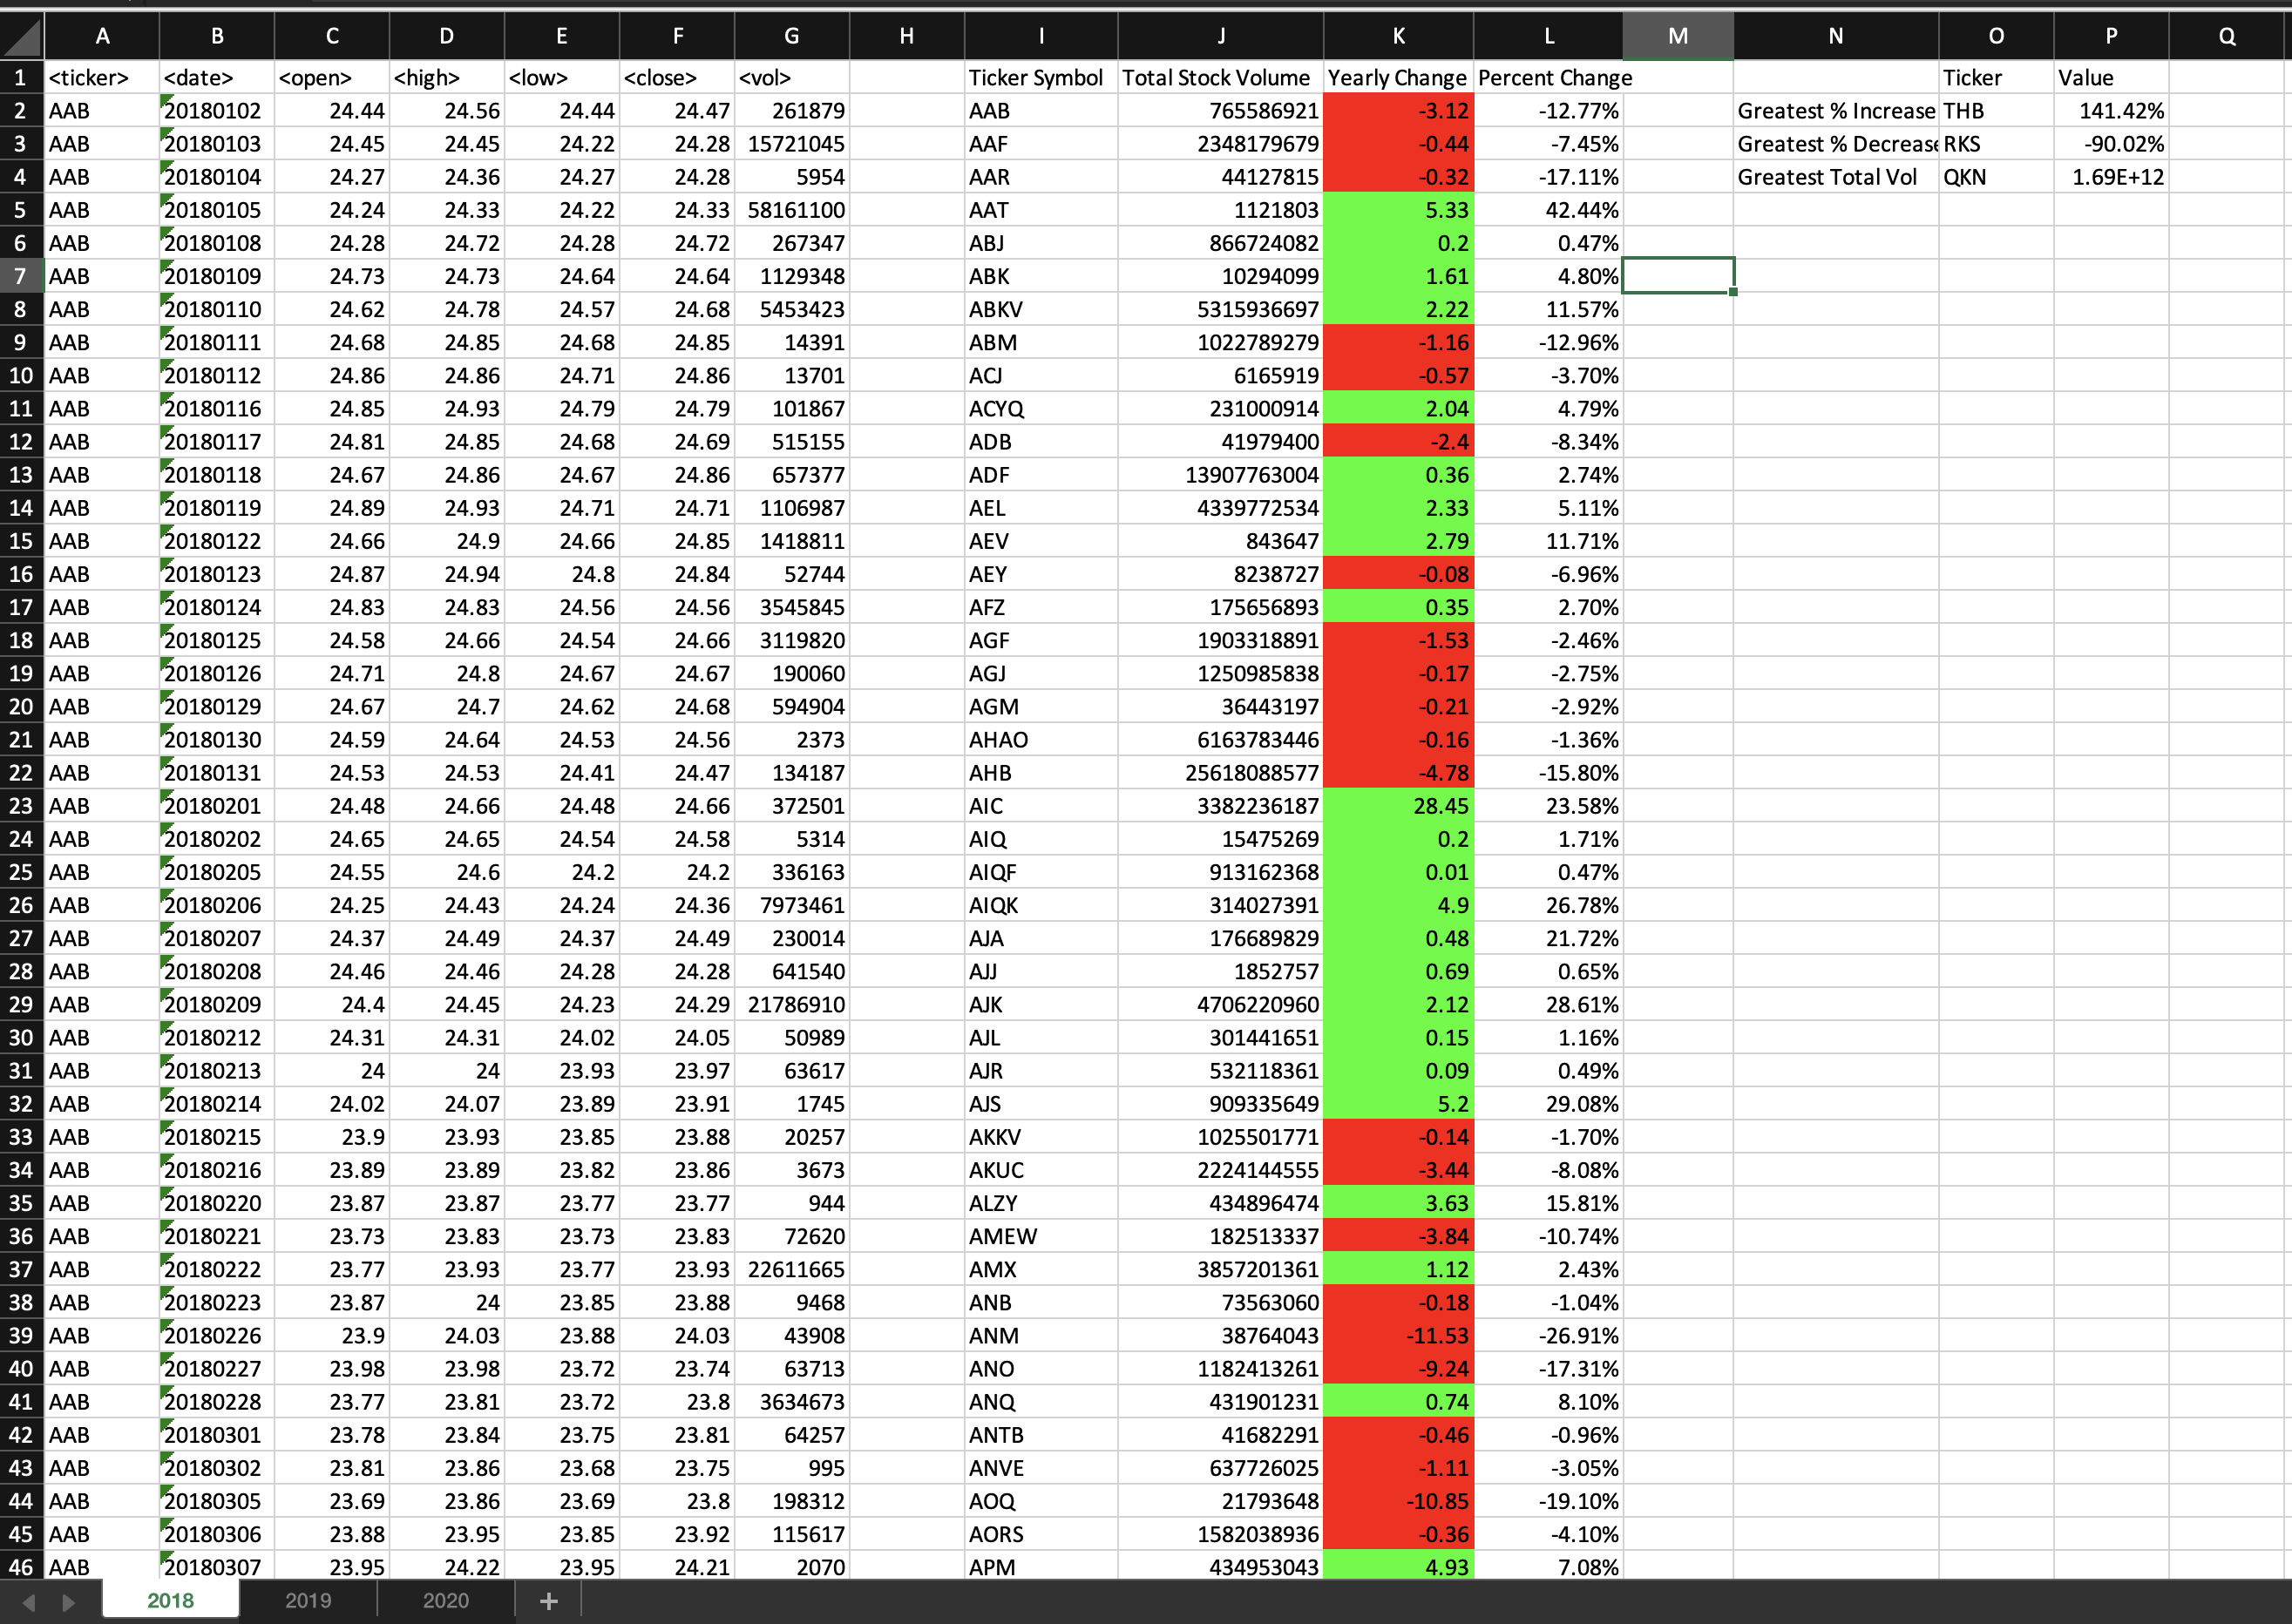 A B C D E F G H I J K L M N O P Q
1 <ticker> <date> <open> <high> <low> <close> <vol> Ticker Symbol Total Stock Volume Yearly Change Percent Change Ticker Value
2 AAB 20180102 24.44 24.56 24.44 24.47 261879 AAB 765586921 -3.12 -12.77% Greatest % Increase THB 141.42%
3 AAB 20180103 24.45 24.45 24.22 24.28 15721045 AAF 2348179679 -0.44 -7.45% Greatest % Decrease RKS -90.02%
4 AAB 20180104 24.27 24.36 24.27 24.28 5954 AAR 44127815 -0.32 -17.11% Greatest Total Vol QKN 1.69E+12
5 AAB 20180105 24.24 24.33 24.22 24.33 58161100 AAT 1121803 5.33 42.44%
6 AAB 20180108 24.28 24.72 24.28 24.72 267347 ABJ 866724082 0.2 0.47%
7 AAB 20180109 24.73 24.73 24.64 24.64 1129348 ABK 10294099 1.61 4.80%
8 AAB 20180110 24.62 24.78 24.57 24.68 5453423 ABKV 5315936697 2.22 11.57%
9 AAB 20180111 24.68 24.85 24.68 24.85 14391 ABM 1022789279 -1.16 -12.96%
10 AAB 20180112 24.86 24.86 24.71 24.86 13701 ACJ 6165919 -0.57 -3.70%
11 AAB 20180116 24.85 24.93 24.79 24.79 101867 ACYQ 231000914 2.04 4.79%
12 AAB 20180117 24.81 24.85 24.68 24.69 515155 ADB 41979400 -2.4 -8.34%
13 AAB 20180118 24.67 24.86 24.67 24.86 657377 ADF 13907763004 0.36 2.74%
14 AAB 20180119 24.89 24.93 24.71 24.71 1106987 AEL 4339772534 2.33 5.11%
15 AAB 20180122 24.66 24.9 24.66 24.85 1418811 AEV 843647 2.79 11.71%
16 AAB 20180123 24.87 24.94 24.8 24.84 52744 AEY 8238727 -0.08 -6.96%
17 AAB 20180124 24.83 24.83 24.56 24.56 3545845 AFZ 175656893 0.35 2.70%
18 AAB 20180125 24.58 24.66 24.54 24.66 3119820 AGF 1903318891 -1.53 -2.46%
19 AAB 20180126 24.71 24.8 24.67 24.67 190060 AGJ 1250985838 -0.17 -2.75%
20 AAB 20180129 24.67 24.7 24.62 24.68 594904 AGM 36443197 -0.21 -2.92%
21 AAB 20180130 24.59 24.64 24.53 24.56 2373 AHAO 6163783446 -0.16 -1.36%
22 AAB 20180131 24.53 24.53 24.41 24.47 134187 AHB 25618088577 -4.78 -15.80%
23 AAB 20180201 24.48 24.66 24.48 24.66 372501 AIC 3382236187 28.45 23.58%
24 AAB 20180202 24.65 24.65 24.54 24.58 5314 AIQ 15475269 0.2 1.71%
25 AAB 20180205 24.55 24.6 24.2 24.2 336163 AIQF 913162368 0.01 0.47%
26 AAB 20180206 24.25 24.43 24.24 24.36 7973461 AIQK 314027391 4.9 26.78%
27 AAB 20180207 24.37 24.49 24.37 24.49 230014 AJA 176689829 0.48 21.72%
28 AAB 20180208 24.46 24.46 24.28 24.28 641540 AJJ 1852757 0.69 0.65%
29 AAB 20180209 24.4 24.45 24.23 24.29 21786910 AJK 4706220960 2.12 28.61%
30 AAB 20180212 24.31 24.31 24.02 24.05 50989 AJL 301441651 0.15 1.16%
31 AAB 20180213 24 24 23.93 23.97 63617 AJR 532118361 0.09 0.49%
32 AAB 20180214 24.02 24.07 23.89 23.91 1745 AJS 909335649 5.2 29.08%
33 AAB 20180215 23.9 23.93 23.85 23.88 20257 AKKV 1025501771 -0.14 -1.70%
34 AAB 20180216 23.89 23.89 23.82 23.86 3673 AKUC 2224144555 -3.44 -8.08%
35 AAB 20180220 23.87 23.87 23.77 23.77 944 ALZY 434896474 3.63 15.81%
36 AAB 20180221 23.73 23.83 23.73 23.83 72620 AMEW 182513337 -3.84 -10.74%
37 AAB 20180222 23.77 23.93 23.77 23.93 22611665 AMX 3857201361 1.12 2.43%
38 AAB 20180223 23.87 24 23.85 23.88 9468 ANB 73563060 -0.18 -1.04%
39 AAB 20180226 23.9 24.03 23.88 24.03 43908 ANM 38764043 -11.53 -26.91%
40 AAB 20180227 23.98 23.98 23.72 23.74 63713 ANO 1182413261 -9.24 -17.31%
41 AAB 20180228 23.77 23.81 23.72 23.8 3634673 ANQ 431901231 0.74 8.10%
42 AAB 20180301 23.78 23.84 23.75 23.81 64257 ANTB 41682291 -0.46 -0.96%
43 AAB 20180302 23.81 23.86 23.68 23.75 995 ANVE 637726025 -1.11 -3.05%
44 AAB 20180305 23.69 23.86 23.69 23.8 198312 AOQ 21793648 -10.85 -19.10%
45 AAB 20180306 23.88 23.95 23.85 23.92 115617 AORS 1582038936 -0.36 -4.10%
46 AAB 20180307 23.95 24.22 23.95 24.21 2070 APM 434953043 4.93 7.08%
2018 2019 2020 +